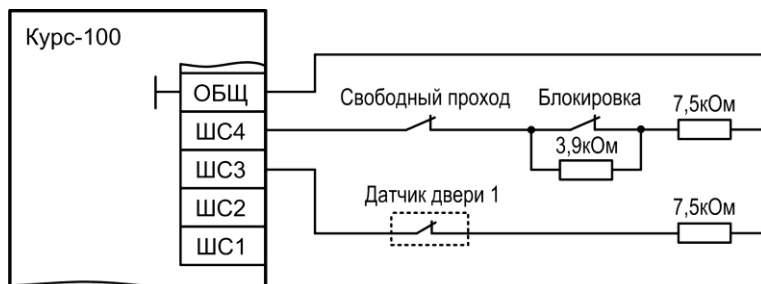 Курс-100
ОБЩ
ШС4
ШС3
ШС2
ШС1
Свободный проход
Блокировка
7,5кОм
3,9кОм
Датчик двери 1
7,5кОм